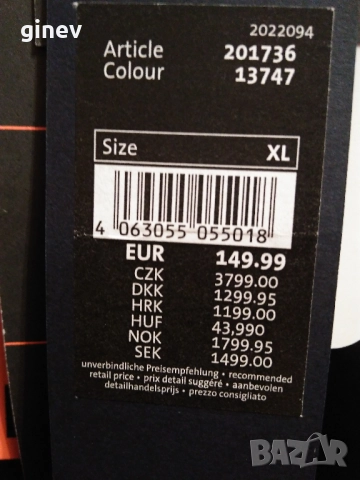 ginev
2022094
Article 201736
Colour 13747
Size XL
4 063055 055018
EUR 149.99
CZK 3799.00
DKK 1299.95
HRK 1199.00
HUF 43,990
NOK 1799.95
SEK 1499.00
unverbindliche Preisempfehlung • recommended
retail price • prix detail suggéré • aanbevolen
detailhandelsprijs • prezzo consigliato
BAZAR